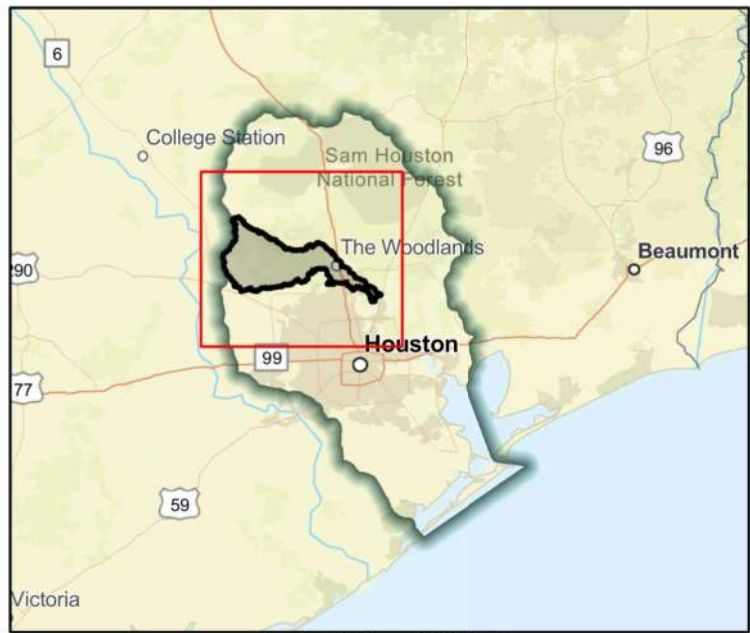 6
College Station
Sam Houston
National Forest
96
The Woodlands
Beaumont
290
99
Houston
77
59
Victoria